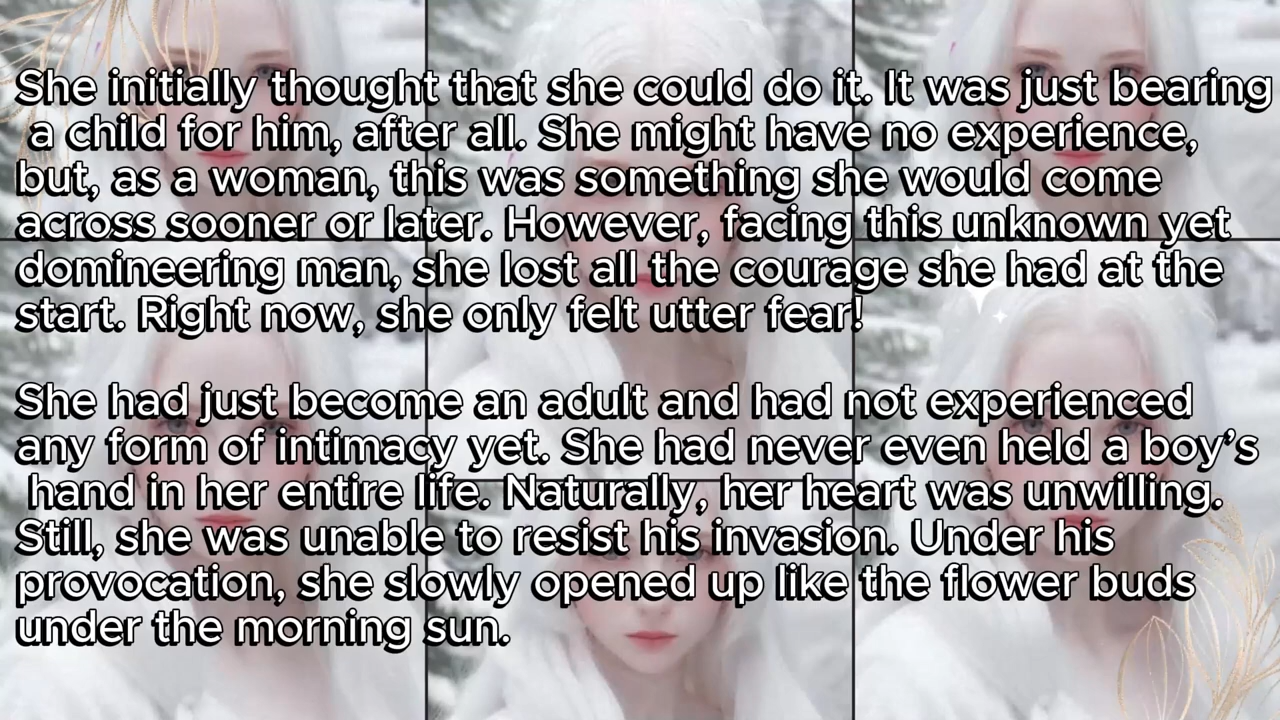 She initially thought that she could do it. It was just bearing
a child for him, after all. She might have no experience,
but, as a woman, this was something she would come
across sooner or later. However, facing this unknown yet
domineering man, she lost all the courage she had at the
start. Right now, she only felt utter fear!
She had just become an adult and had not experienced
any form of intimacy yet. She had never even held a boy’s
hand in her entire life. Naturally, her heart was unwilling.
Still, she was unable to resist his invasion. Under his
provocation, she slowly opened up like the flower buds
under the morning sun.